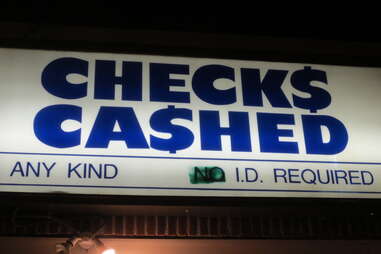 CHECK$
CA$HED
ANY KIND NO I.D. REQUIRED